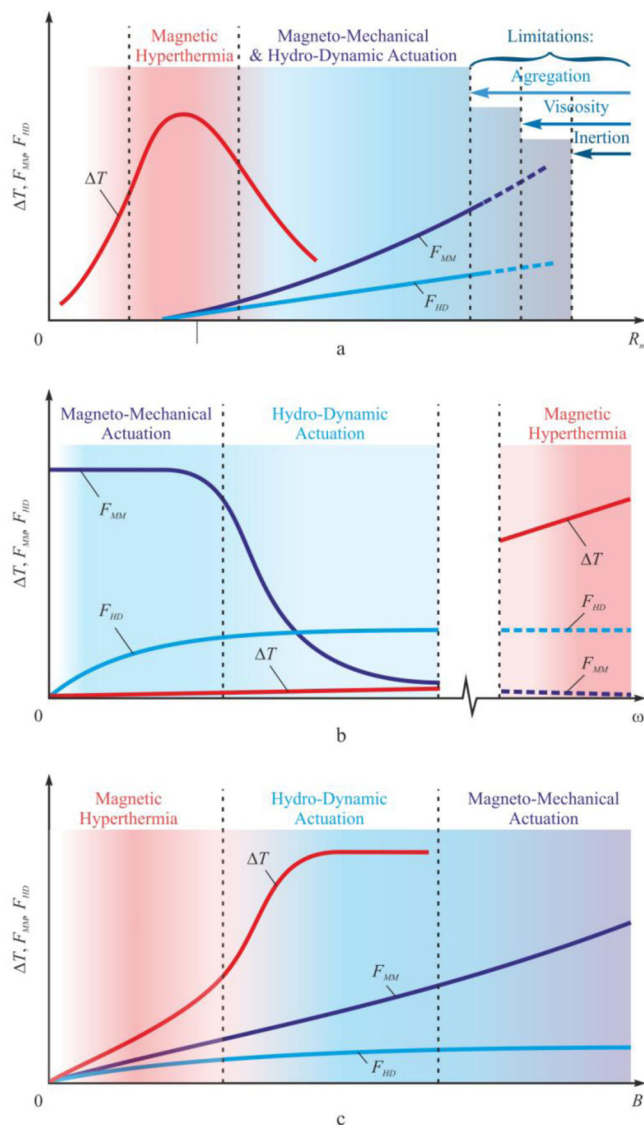 Magnetic Hyperthermia
Magneto-Mechanical & Hydro-Dynamic Actuation
Limitations:
Agregation
Viscosity
Inertion
ΔT, F_MM, F_HD
ΔT
F_MM
F_HD
0
a
Magneto-Mechanical Actuation
Hydro-Dynamic Actuation
Magnetic Hyperthermia
ΔT, F_MM, F_HD
F_MM
F_HD
ΔT
ΔT
F_HD
F_MM
0
ω
b
Magnetic Hyperthermia
Hydro-Dynamic Actuation
Magneto-Mechanical Actuation
ΔT, F_MM, F_HD
ΔT
F_MM
F_HD
0
B
c